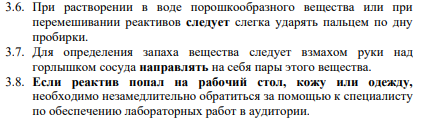 3.6. При растворении в воде порошкообразного вещества или при
перемешивании реактивов следует слегка ударять пальцем по дну
пробирки.
3.7. Для определения запаха вещества следует взмахом руки над
горлышком сосуда направлять на себя пары этого вещества.
3.8. Если реактив попал на рабочий стол, кожу или одежду,
необходимо незамедлительно обратиться за помощью к специалисту
по обеспечению лабораторных работ в аудитории.